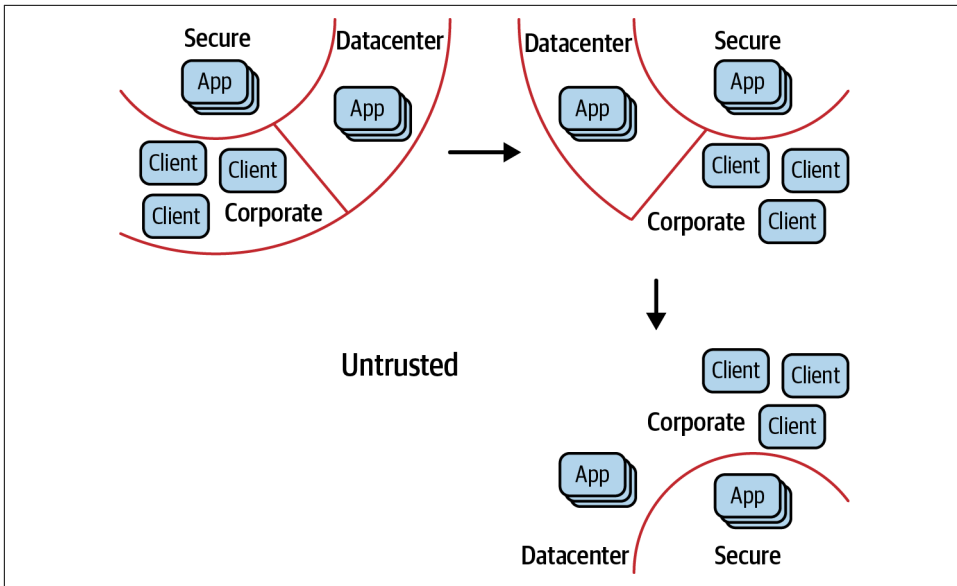 Secure
Datacenter
App
App
Client
Client
Client
Corporate
Datacenter
Secure
App
App
Client
Client
Corporate
Client
Untrusted
Client
Client
Corporate
Client
App
App
Datacenter
Secure